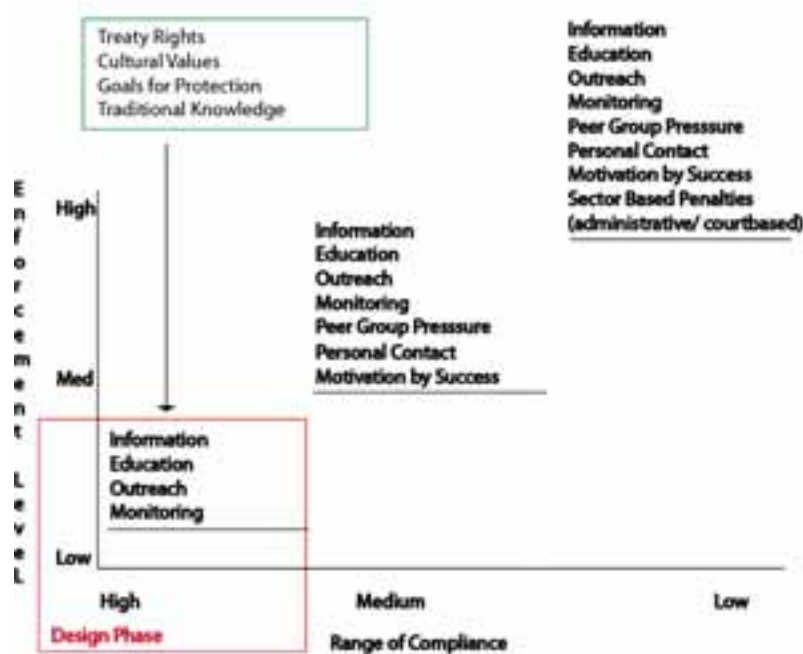 Treaty Rights
Cultural Values
Goals for Protection
Traditional Knowledge
Information
Education
Outreach
Monitoring
Peer Group Presssure
Personal Contact
Motivation by Success
Sector Based Penalties
(administrative/ courtbased)
Enforcement Level
High
Information
Education
Outreach
Monitoring
Peer Group Presssure
Personal Contact
Motivation by Success
Med
Information
Education
Outreach
Monitoring
Low
High
Medium
Low
Design Phase
Range of Compliance